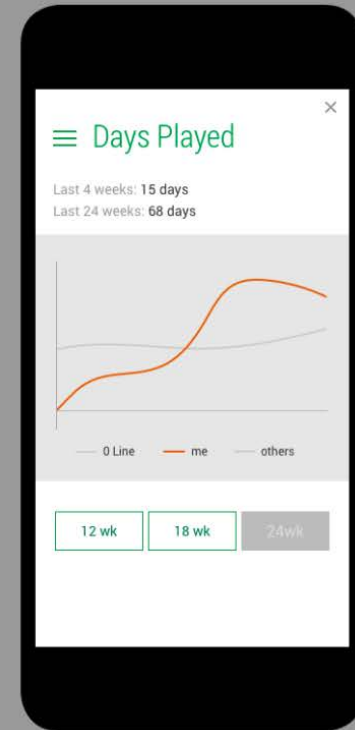 ×
Days Played
Last 4 weeks: 15 days
Last 24 weeks: 68 days
0 Line me others
12 wk 18 wk 24wk